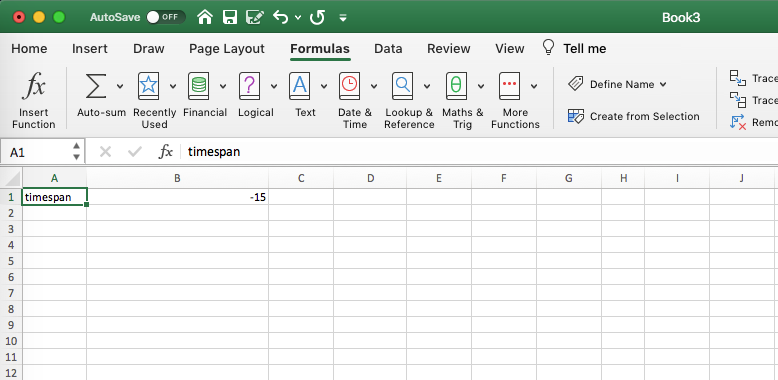 AutoSave OFF Book3
Home Insert Draw Page Layout Formulas Data Review View Tell me
fx ? A θ
Insert Function Auto-sum Recently Used Financial Logical Text Date & Time Lookup & Reference Maths & Trig More Functions
Define Name
Create from Selection
Trace
Trace
Remo
A1 fx timespan
A B C D E F G H I J
1 timespan -15
2
3
4
5
6
7
8
9
10
11
12